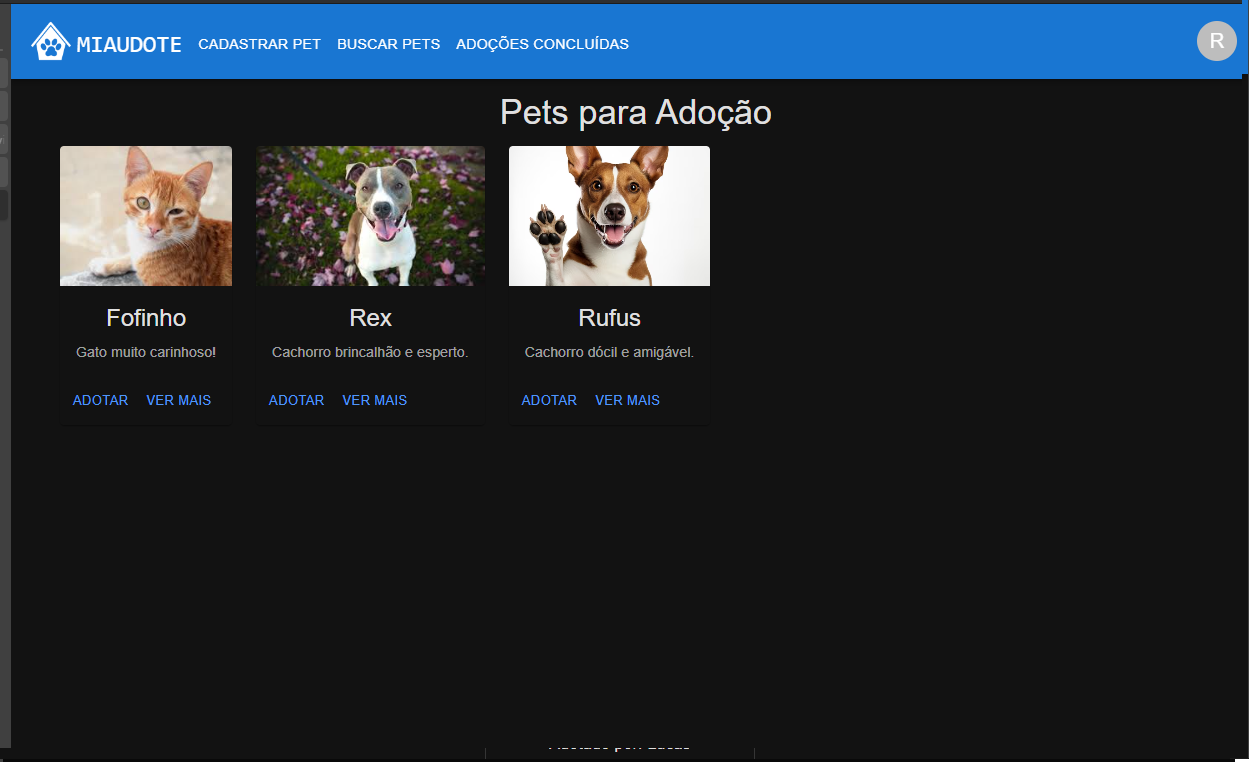 MIAUDOTE CADASTRAR PET BUSCAR PETS ADOÇÕES CONCLUÍDAS R
Pets para Adoção
Fofinho Rex Rufus
Gato muito carinhoso! Cachorro brincalhão e esperto. Cachorro dócil e amigável.
ADOTAR VER MAIS ADOTAR VER MAIS ADOTAR VER MAIS